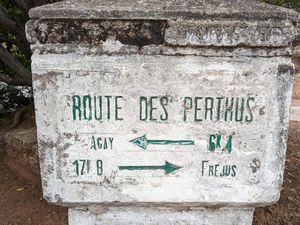 ROUTE DES PERTHUS
AGAY ← 6K4
17K8 → FREJUS